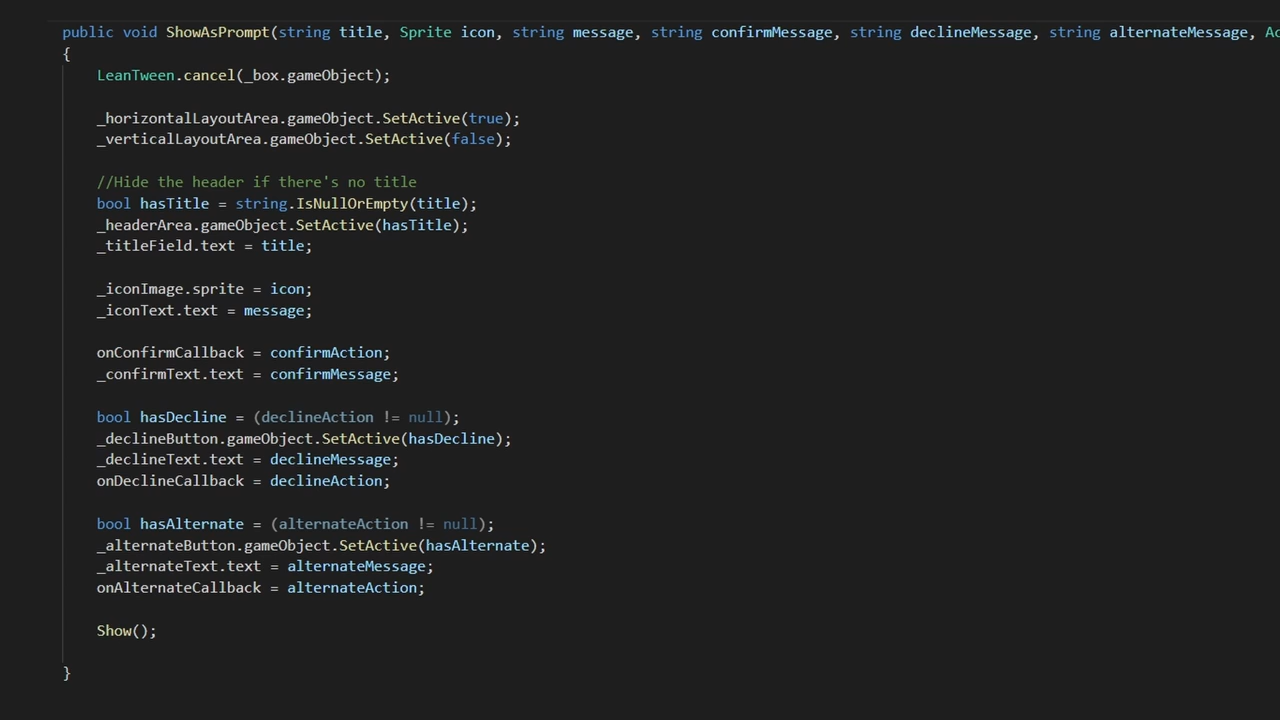 public void ShowAsPrompt(string title, Sprite icon, string message, string confirmMessage, string declineMessage, string alternateMessage,
{
LeanTween.cancel(_box.gameObject);
_horizontalLayoutArea.gameObject.SetActive(true);
_verticalLayoutArea.gameObject.SetActive(false);
//Hide the header if there's no title
bool hasTitle = string.IsNullOrEmpty(title);
_headerArea.gameObject.SetActive(hasTitle);
_titleField.text = title;
_iconImage.sprite = icon;
_iconText.text = message;
onConfirmCallback = confirmAction;
_confirmText.text = confirmMessage;
bool hasDecline = (declineAction != null);
_declineButton.gameObject.SetActive(hasDecline);
_declineText.text = declineMessage;
onDeclineCallback = declineAction;
bool hasAlternate = (alternateAction != null);
_alternateButton.gameObject.SetActive(hasAlternate);
_alternateText.text = alternateMessage;
onAlternateCallback = alternateAction;
Show();
}